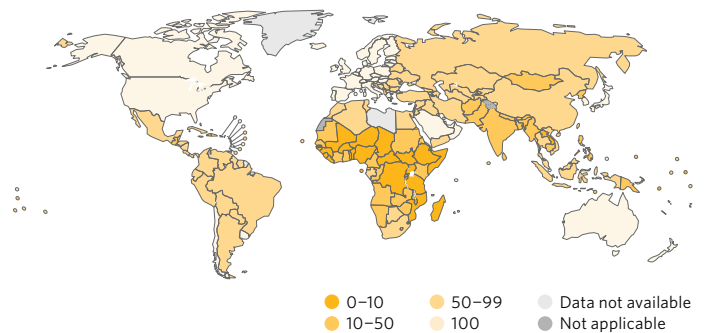 0–10 50–99 Data not available
10–50 100 Not applicable